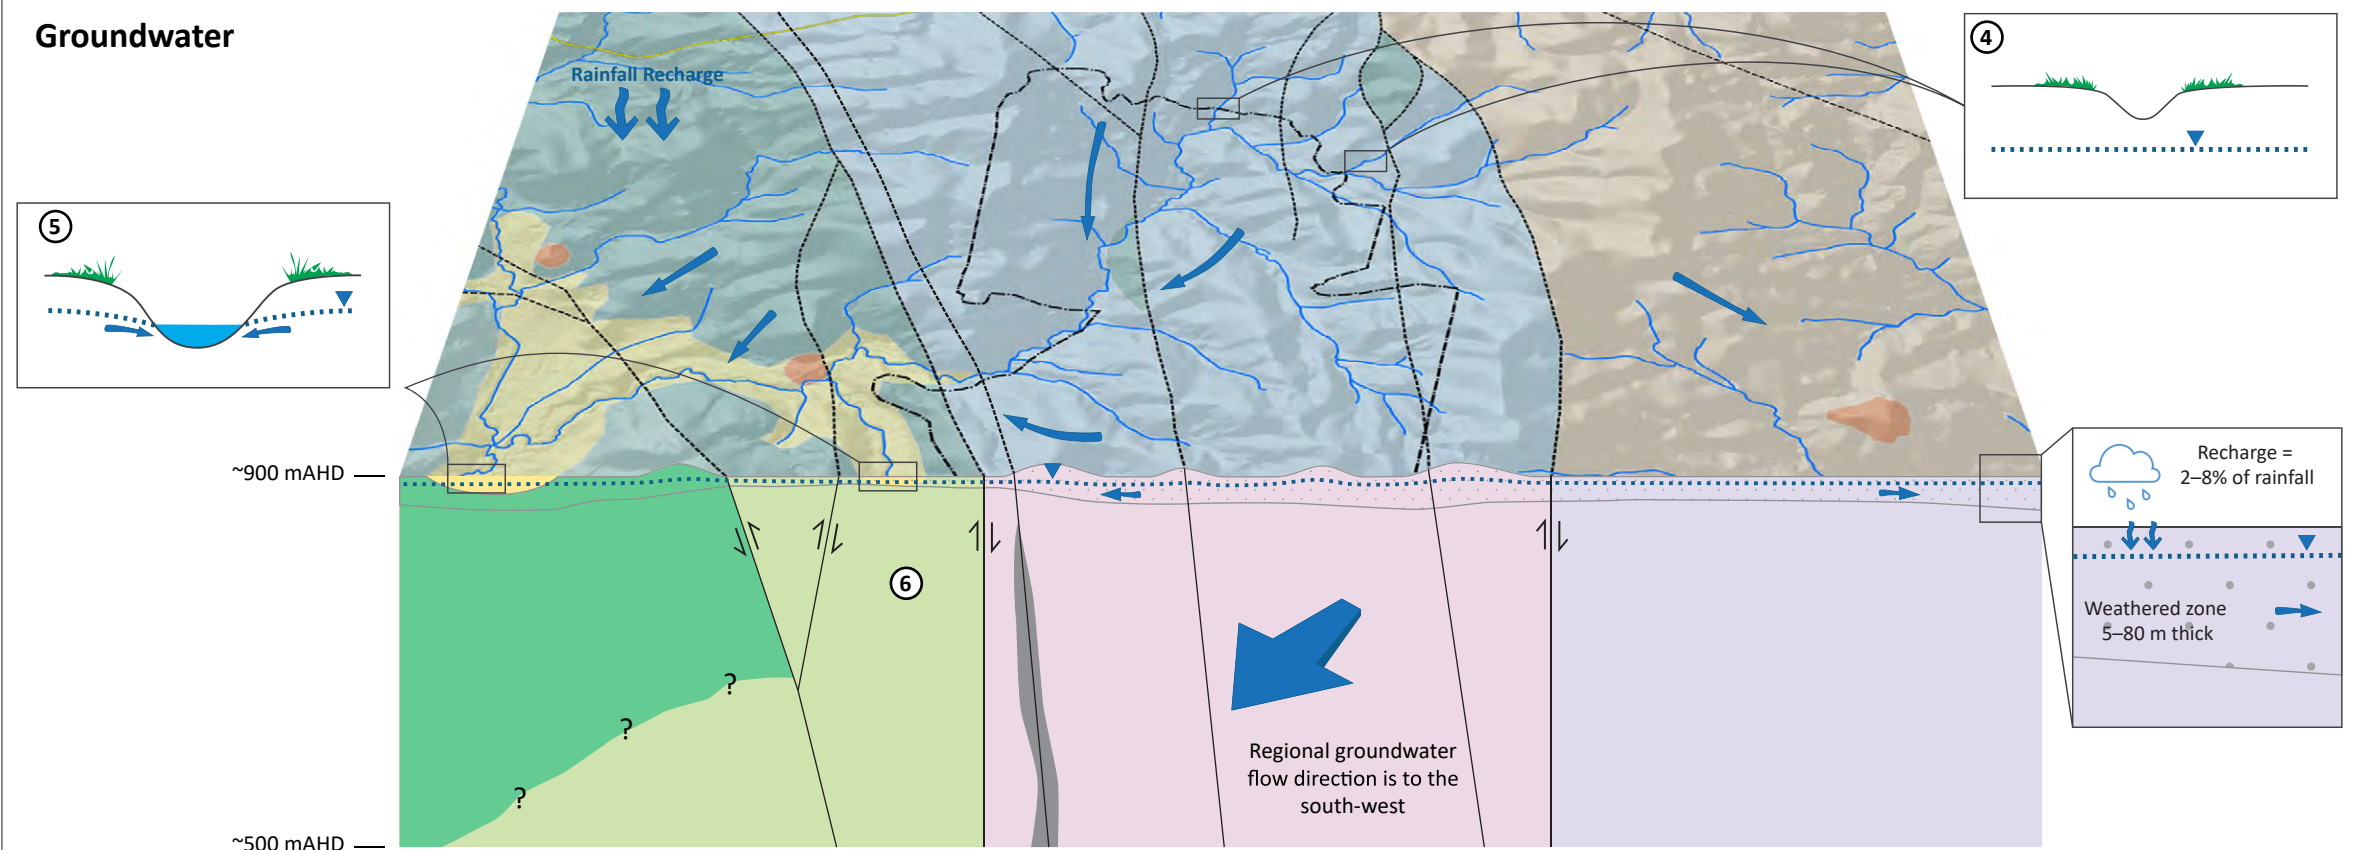 Groundwater
Rainfall Recharge
4
5
~900 mAHD
Recharge =
2–8% of rainfall
6
Weathered zone
5–80 m thick
?
?
?
Regional groundwater
flow direction is to the
south-west
~500 mAHD